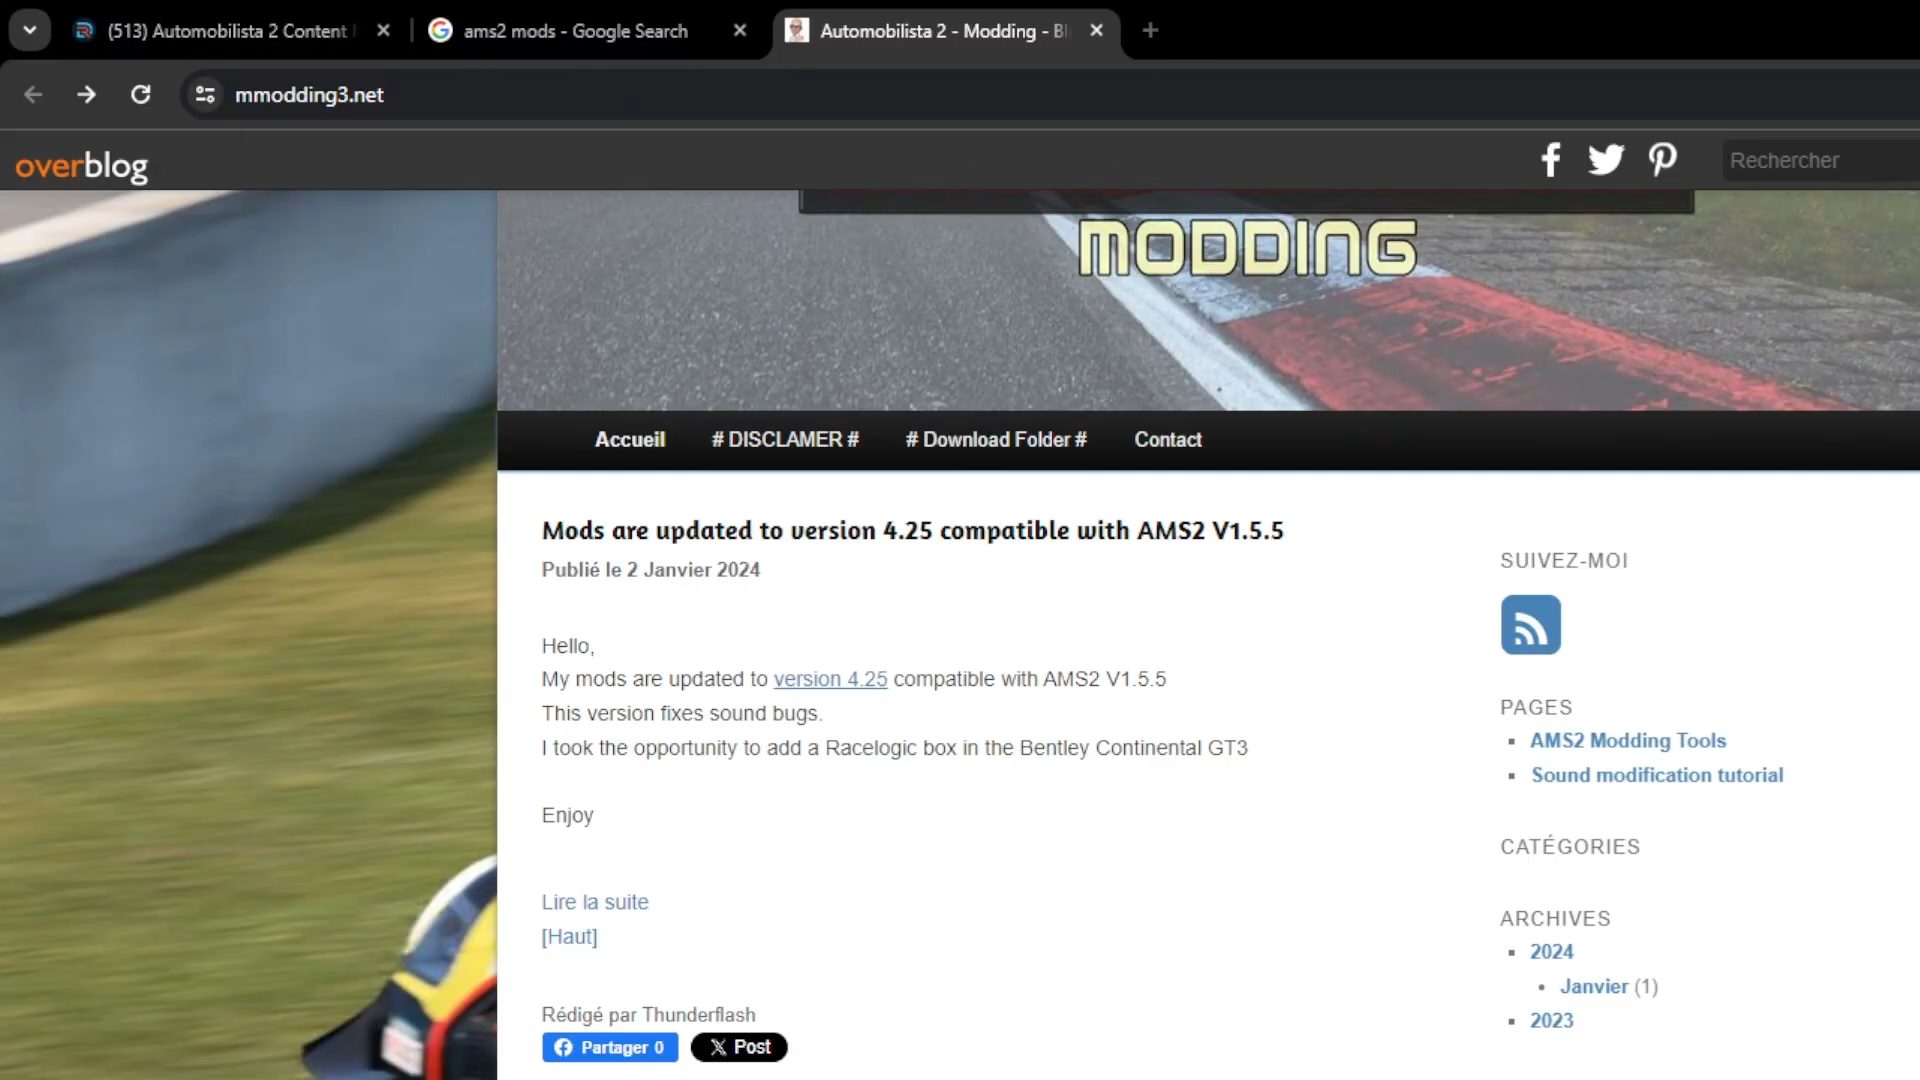 (513) Automobilista 2 Content
ams2 mods - Google Search
Automobilista 2 - Modding - Bl
mmodding3.net
overblog
Rechercher
MODDING
Accueil
# DISCLAMER #
# Download Folder #
Contact
Mods are updated to version 4.25 compatible with AMS2 V1.5.5
Publié le 2 Janvier 2024
Hello,
My mods are updated to version 4.25 compatible with AMS2 V1.5.5
This version fixes sound bugs.
I took the opportunity to add a Racelogic box in the Bentley Continental GT3
Enjoy
Lire la suite
[Haut]
Rédigé par Thunderflash
Partager 0
Post
SUIVEZ-MOI
PAGES
AMS2 Modding Tools
Sound modification tutorial
CATÉGORIES
ARCHIVES
2024
Janvier (1)
2023